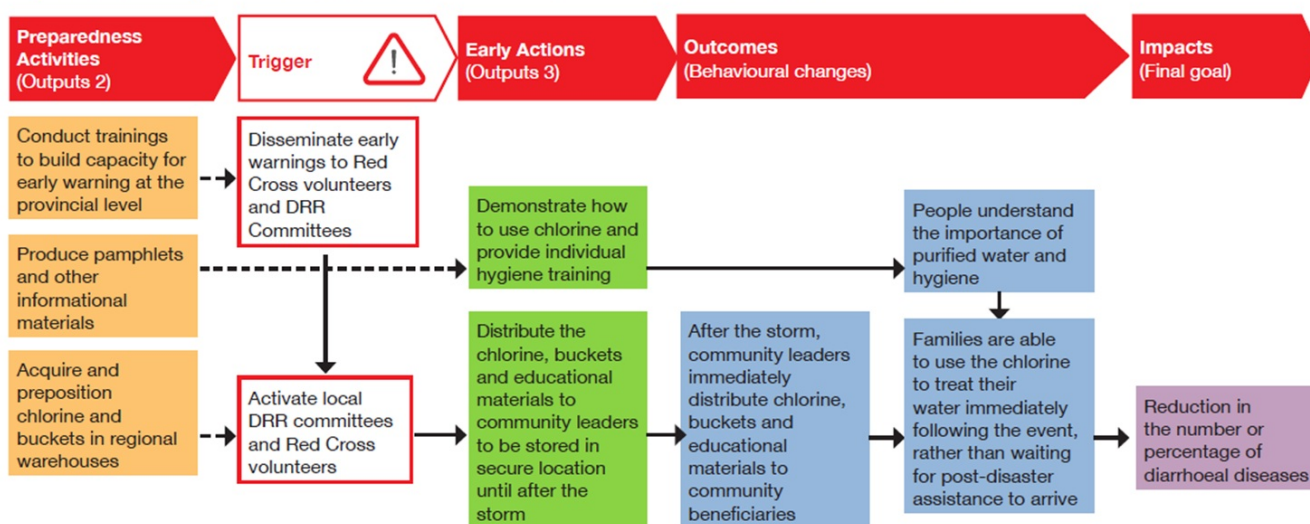 Preparedness
Activities
(Outputs 2)
Trigger
!
Early Actions
(Outputs 3)
Outcomes
(Behavioural changes)
Impacts
(Final goal)
Conduct trainings
to build capacity for
early warning at the
provincial level
Disseminate early
warnings to Red
Cross volunteers
and DRR
Committees
Produce pamphlets
and other
informational
materials
Demonstrate how
to use chlorine and
provide individual
hygiene training
People understand
the importance of
purified water and
hygiene
Acquire and
preposition
chlorine and
buckets in regional
warehouses
Activate local
DRR committees
and Red Cross
volunteers
Distribute the
chlorine, buckets
and educational
materials to
community leaders
to be stored in
secure location
until after the
storm
After the storm,
community leaders
immediately
distribute chlorine,
buckets and
educational
materials to
community
beneficiaries
Families are able
to use the chlorine
to treat their
water immediately
following the event,
rather than waiting
for post-disaster
assistance to arrive
Reduction in
the number or
percentage of
diarrhoeal diseases